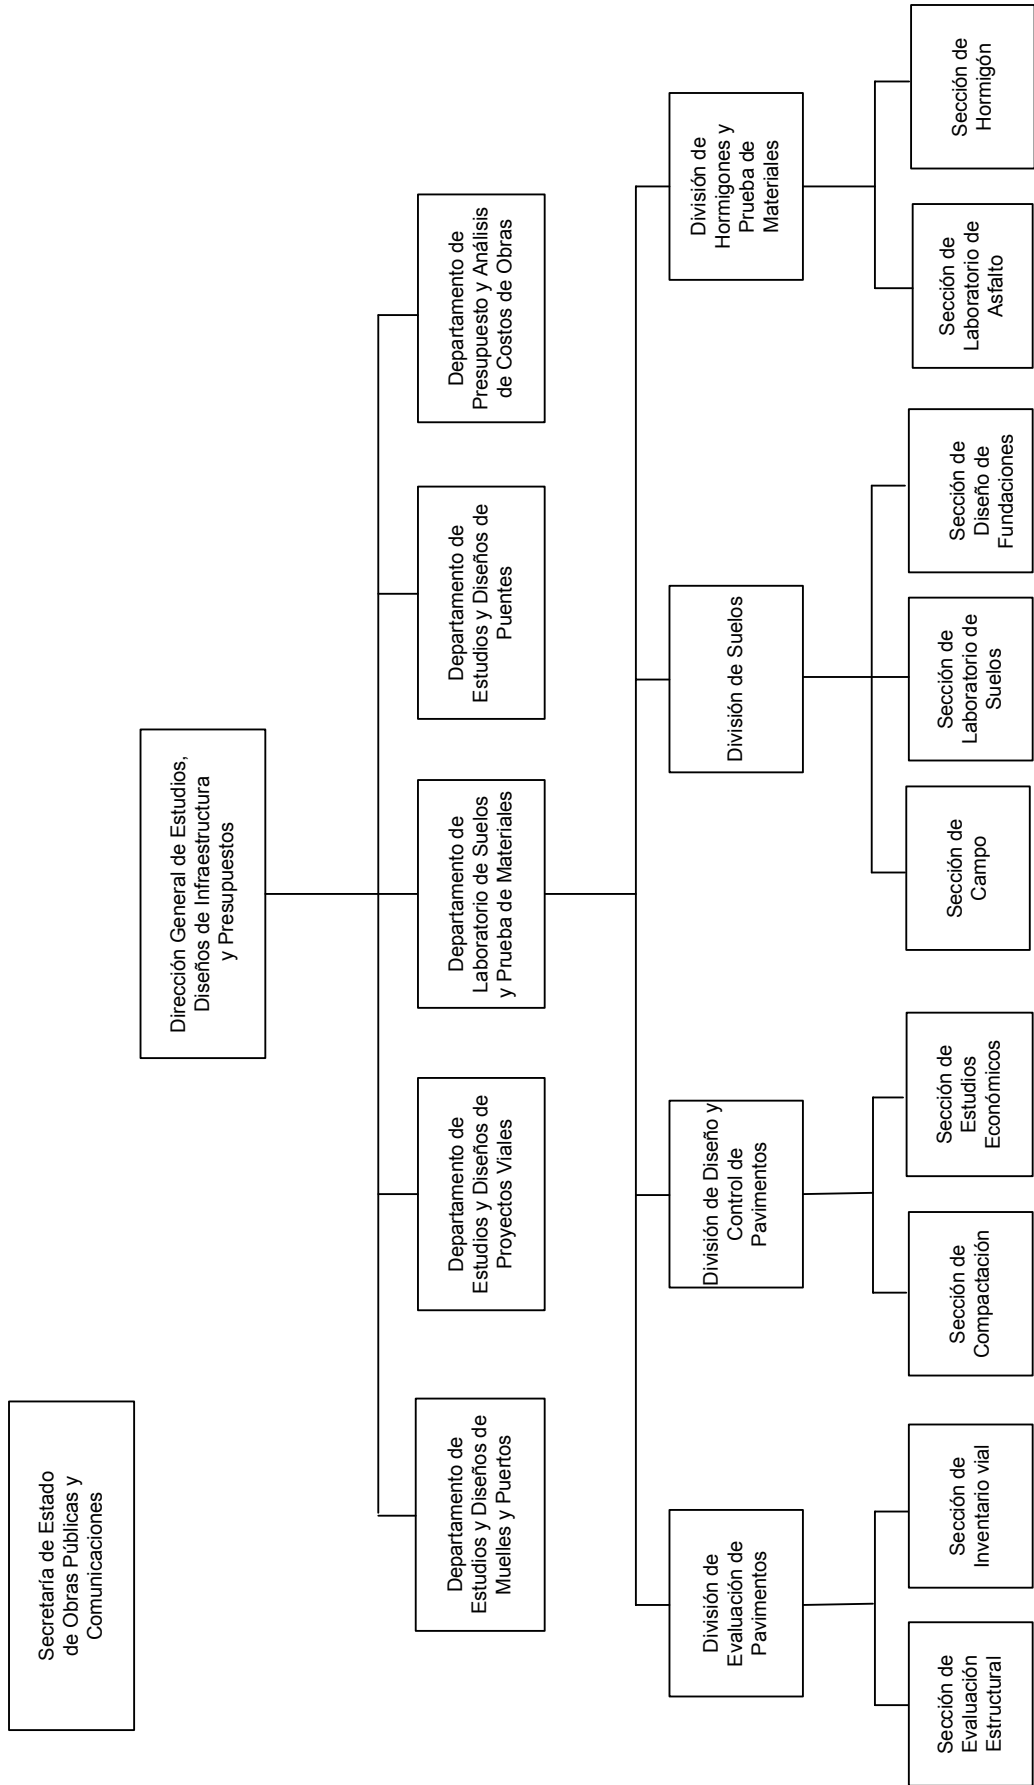 Secretaría de Estado
de Obras Públicas y
Comunicaciones
Dirección General de Estudios,
Diseños de Infraestructura
y Presupuestos
Departamento de
Estudios y Diseños de
Muelles y Puertos
Departamento de
Estudios y Diseños de
Proyectos Viales
Departamento de
Laboratorio de Suelos
y Prueba de Materiales
Departamento de
Estudios y Diseños de
Puentes
Departamento de
Presupuesto y Análisis
de Costos de Obras
División de
Evaluación de
Pavimentos
División de Diseño y
Control de
Pavimentos
División de Suelos
División de
Hormigones y
Prueba de
Materiales
Sección de
Evaluación
Estructural
Sección de
Inventario vial
Sección de
Compactación
Sección de
Estudios
Económicos
Sección de
Campo
Sección de
Laboratorio de
Suelos
Sección de
Diseño de
Fundaciones
Sección de
Laboratorio de
Asfalto
Sección de
Hormigón